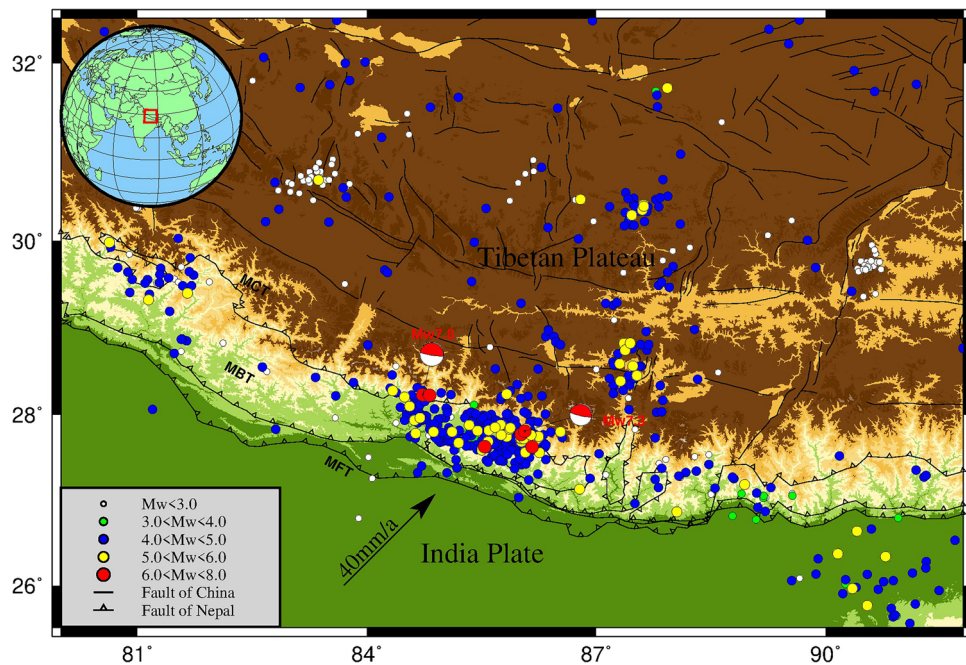 32°
30°
28°
26°
Tibetan Plateau
MCT
Mw7.8
MBT
Mw7.3
MFT
40mm/a
India Plate
Mw<3.0
3.0<Mw<4.0
4.0<Mw<5.0
5.0<Mw<6.0
6.0<Mw<8.0
Fault of China
Fault of Nepal
81°
84°
87°
90°